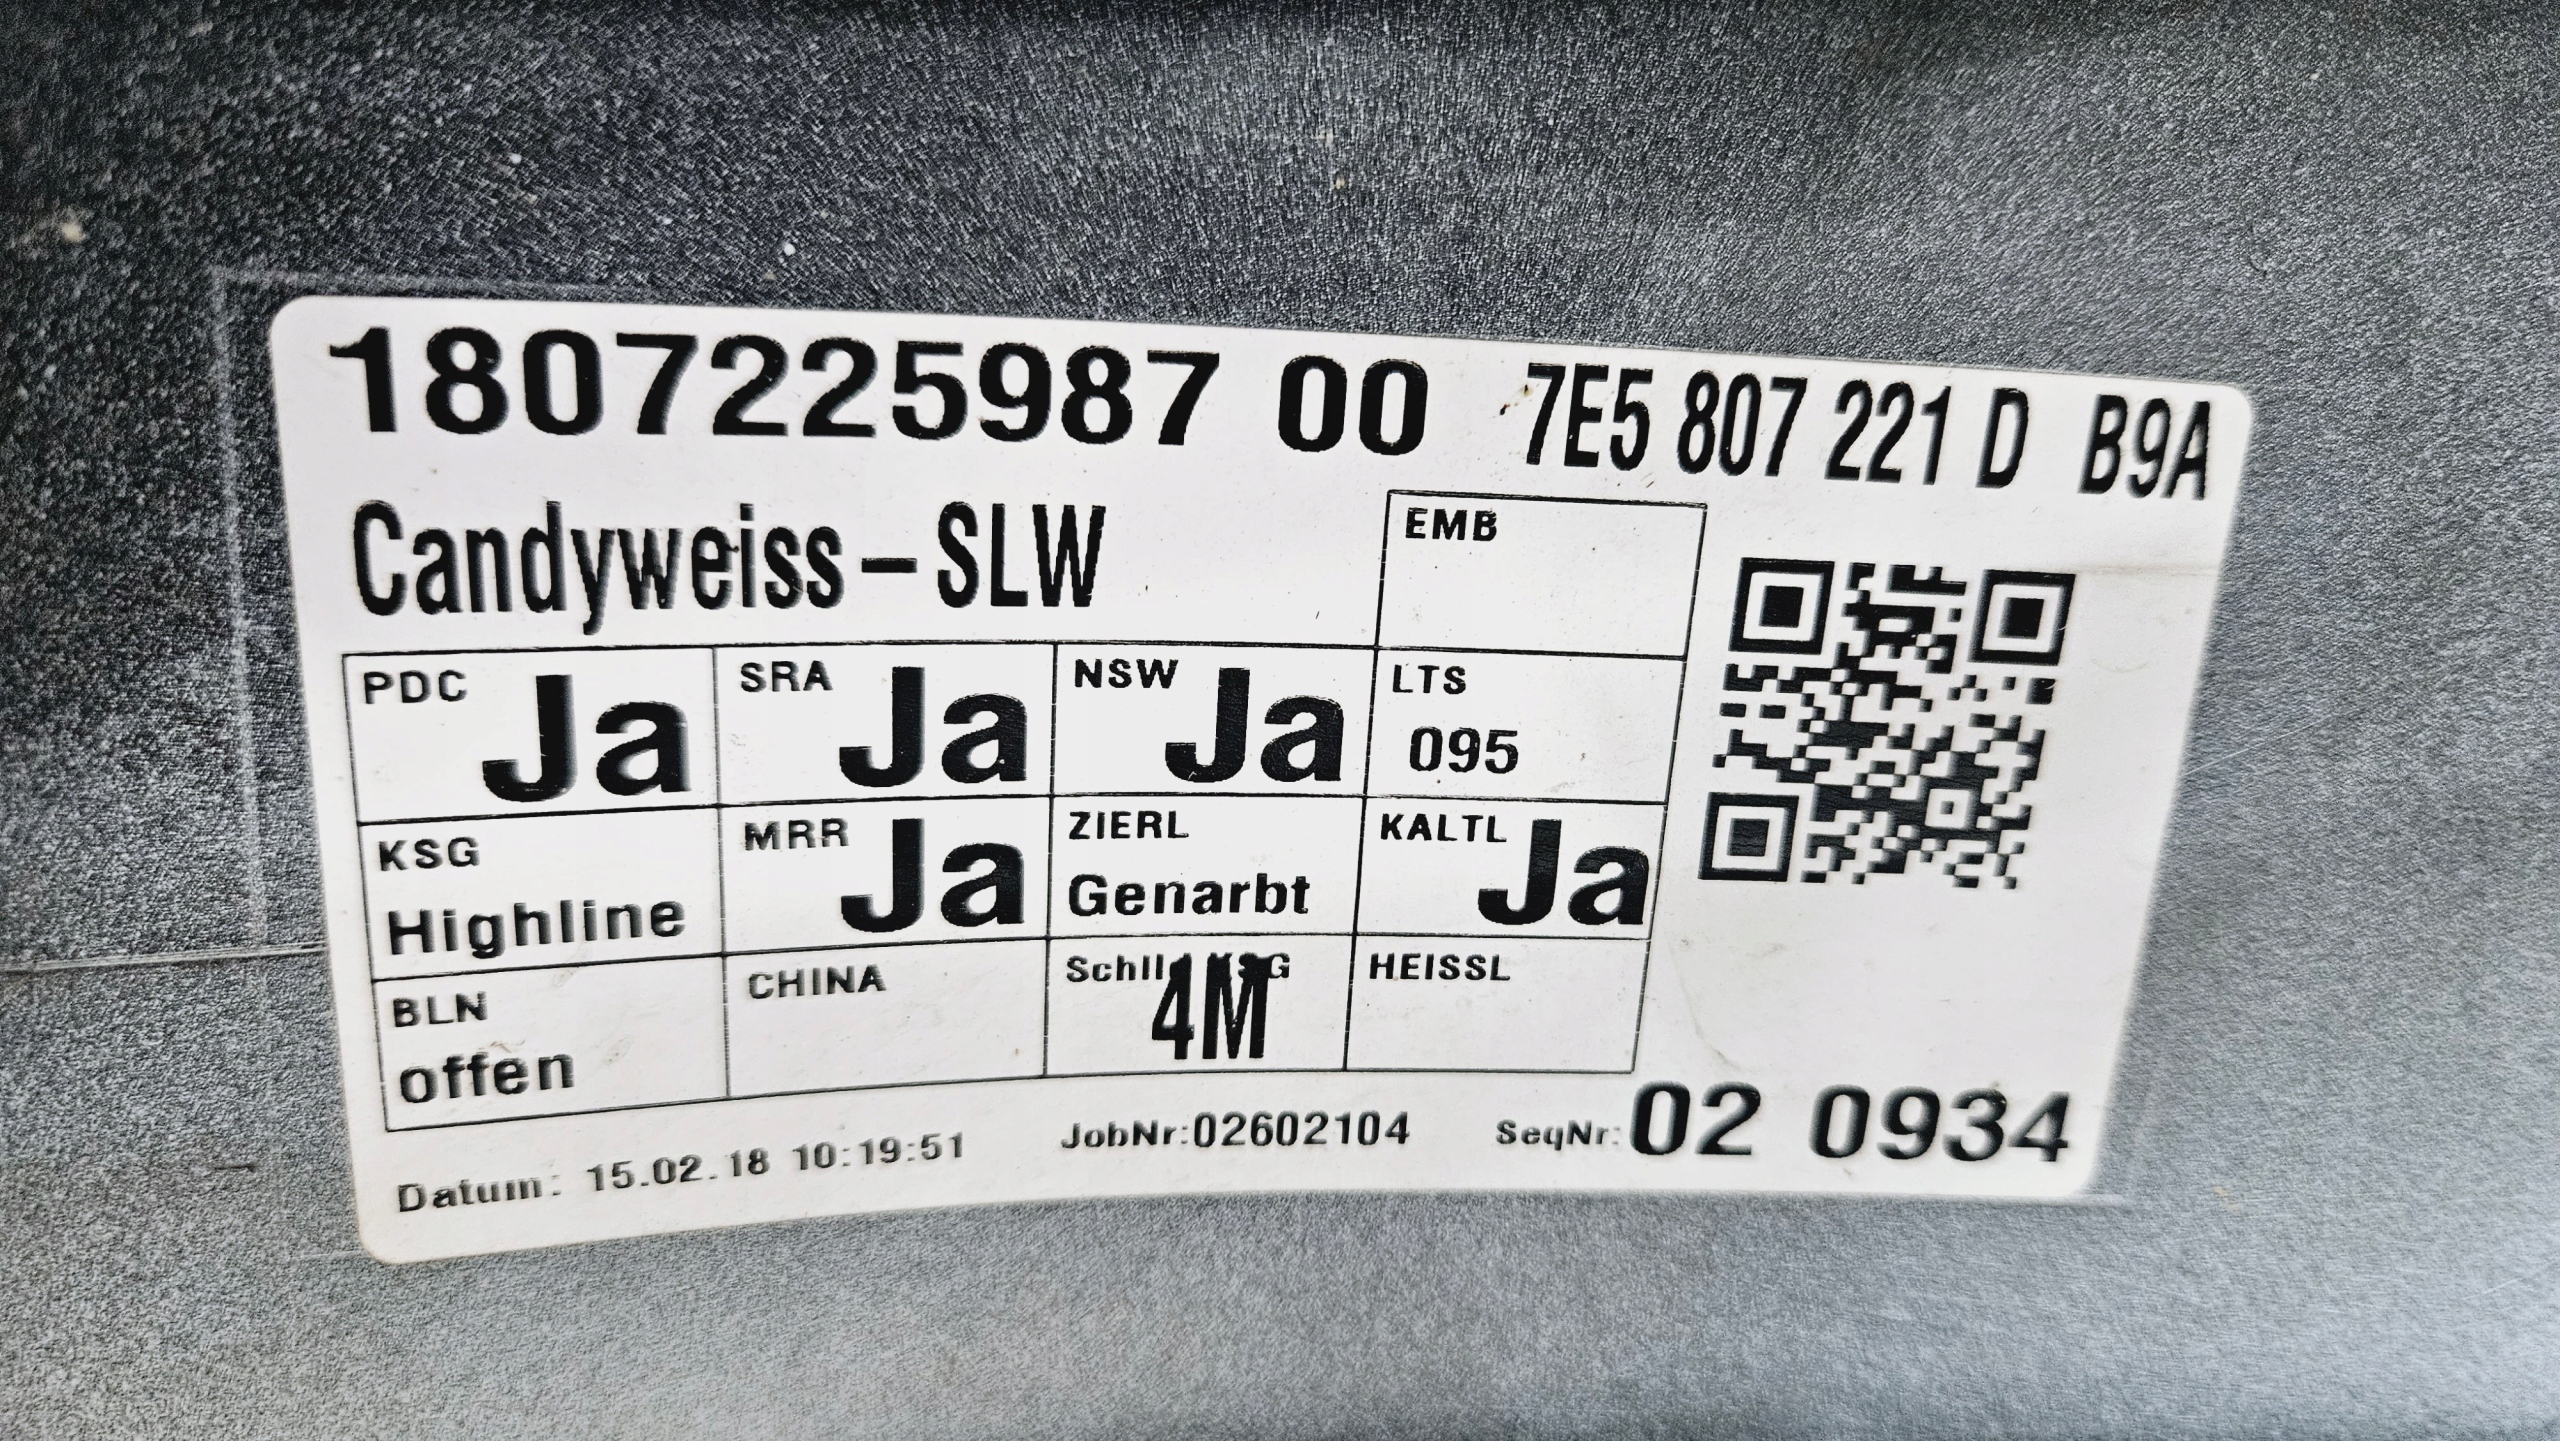 1807225987 00 7E5 807 221 D B9A
Candyweiss-SLW
EMB
PDC Ja SRA Ja NSW Ja LTS 095
KSG Highline MRR Ja ZIERL Genarbt KALTL Ja
BLN offen CHINA 4M HEISSL
Datum: 15.02.18 10:19:51 JobNr:02602104 SeqNr: 02 0934